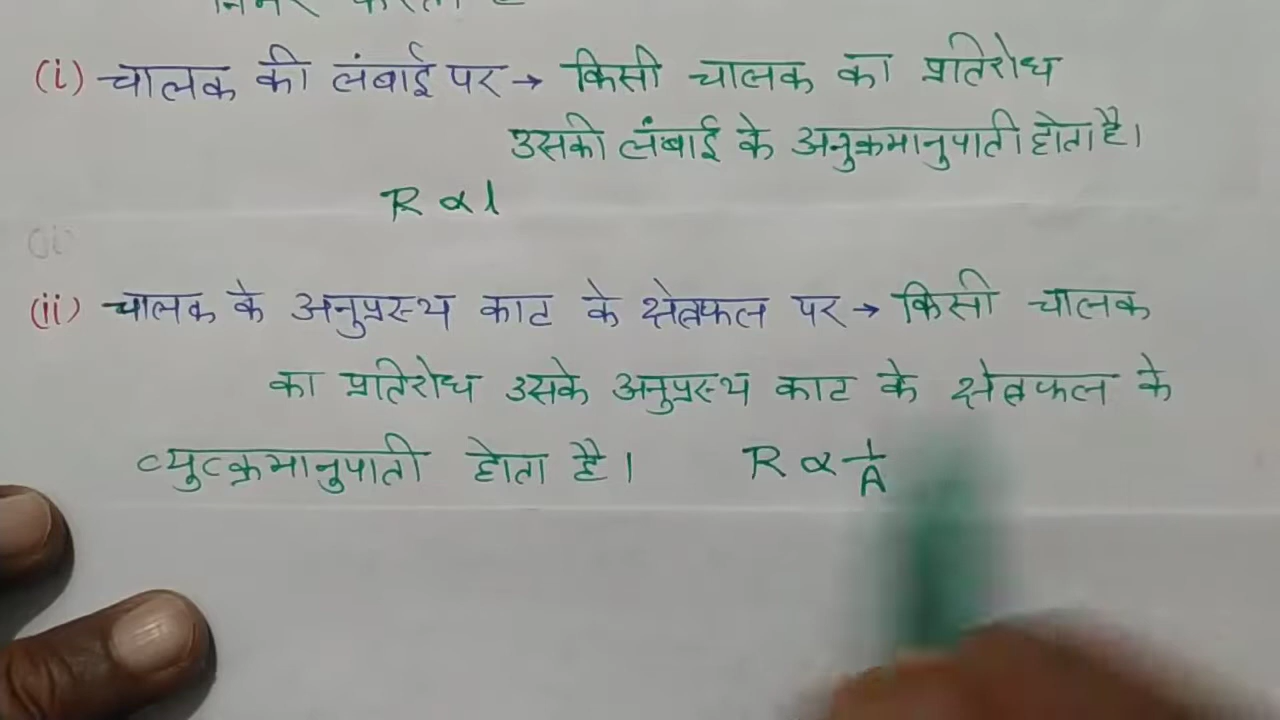 (i) चालक की लंबाई पर → किसी चालक का प्रतिरोध
उसकी लंबाई के अनुक्रमानुपाती होता है।
R ∝ l
(ii) चालक के अनुप्रस्थ काट के क्षेत्रफल पर → किसी चालक
का प्रतिरोध उसके अनुप्रस्थ काट के क्षेत्रफल के
व्युत्क्रमानुपाती होता है। R ∝ 1/A